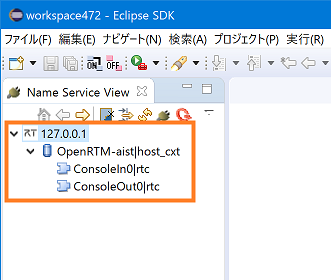 workspace472 - Eclipse SDK
ファイル(F) 編集(E) ナビゲート(N) 検索(A) プロジェクト(P) 実行(R)
ON OFF
Name Service View
RT 127.0.0.1
OpenRTM-aist|host_cxt
ConsoleIn0|rtc
ConsoleOut0|rtc